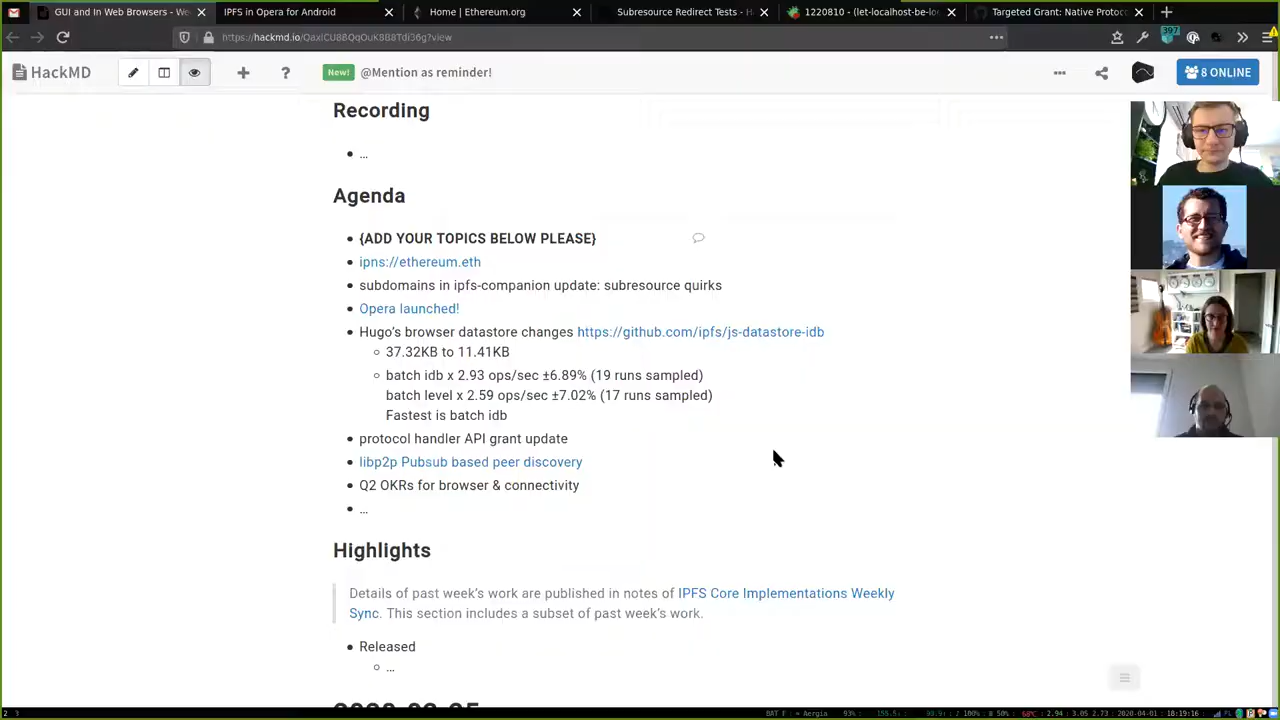 GUI and In Web Browsers - We
IPFS in Opera for Android
Home | Ethereum.org
Subresource Redirect Tests - H
1220810 - (let-localhost-be-lo
Targeted Grant: Native Protoc
397
HackMD
New! @Mention as reminder!
8 ONLINE
Recording
...
Agenda
{ADD YOUR TOPICS BELOW PLEASE}
ipns://ethereum.eth
subdomains in ipfs-companion update: subresource quirks
Opera launched!
Hugo's browser datastore changes https://github.com/ipfs/js-datastore-idb
37.32KB to 11.41KB
batch idb x 2.93 ops/sec ±6.89% (19 runs sampled)
batch level x 2.59 ops/sec ±7.02% (17 runs sampled)
Fastest is batch idb
protocol handler API grant update
libp2p Pubsub based peer discovery
Q2 OKRs for browser & connectivity
...
Highlights
Details of past week's work are published in notes of IPFS Core Implementations Weekly
Sync. This section includes a subset of past week's work.
Released
...
2020-04-01 18:19:16